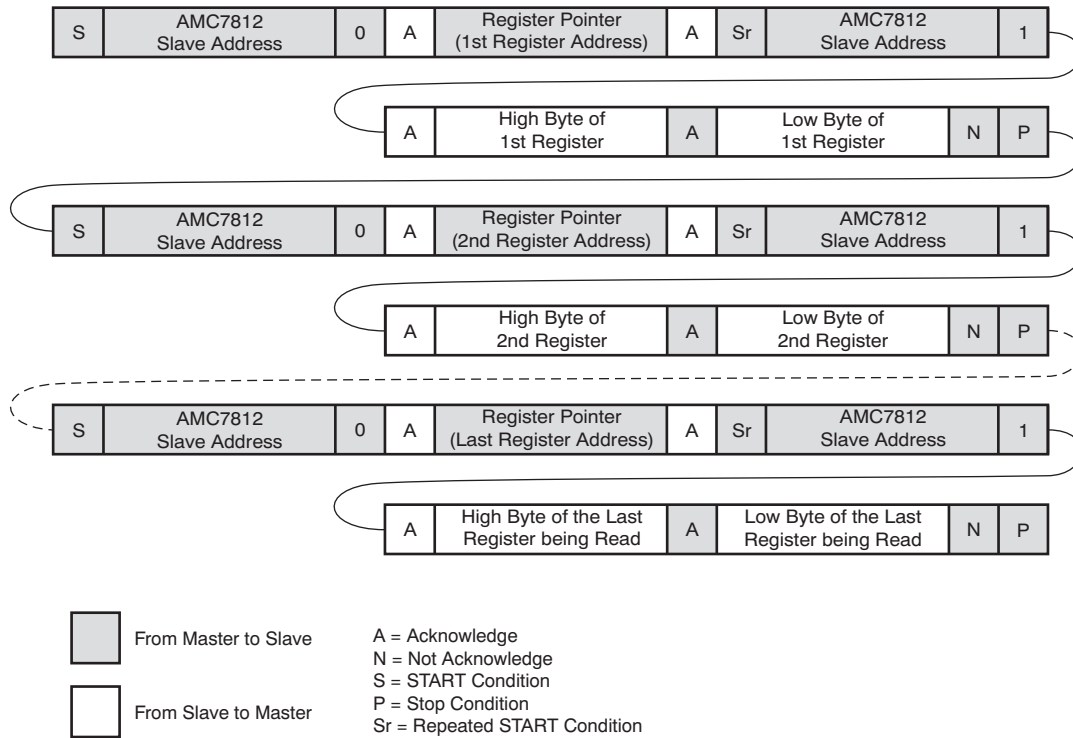 S
AMC7812
Slave Address
0
A
Register Pointer
(1st Register Address)
A
Sr
AMC7812
Slave Address
1
A
High Byte of
1st Register
A
Low Byte of
1st Register
N
P
S
AMC7812
Slave Address
0
A
Register Pointer
(2nd Register Address)
A
Sr
AMC7812
Slave Address
1
A
High Byte of
2nd Register
A
Low Byte of
2nd Register
N
P
S
AMC7812
Slave Address
0
A
Register Pointer
(Last Register Address)
A
Sr
AMC7812
Slave Address
1
A
High Byte of the Last
Register being Read
A
Low Byte of the Last
Register being Read
N
P
From Master to Slave
From Slave to Master
A = Acknowledge
N = Not Acknowledge
S = START Condition
P = Stop Condition
Sr = Repeated START Condition